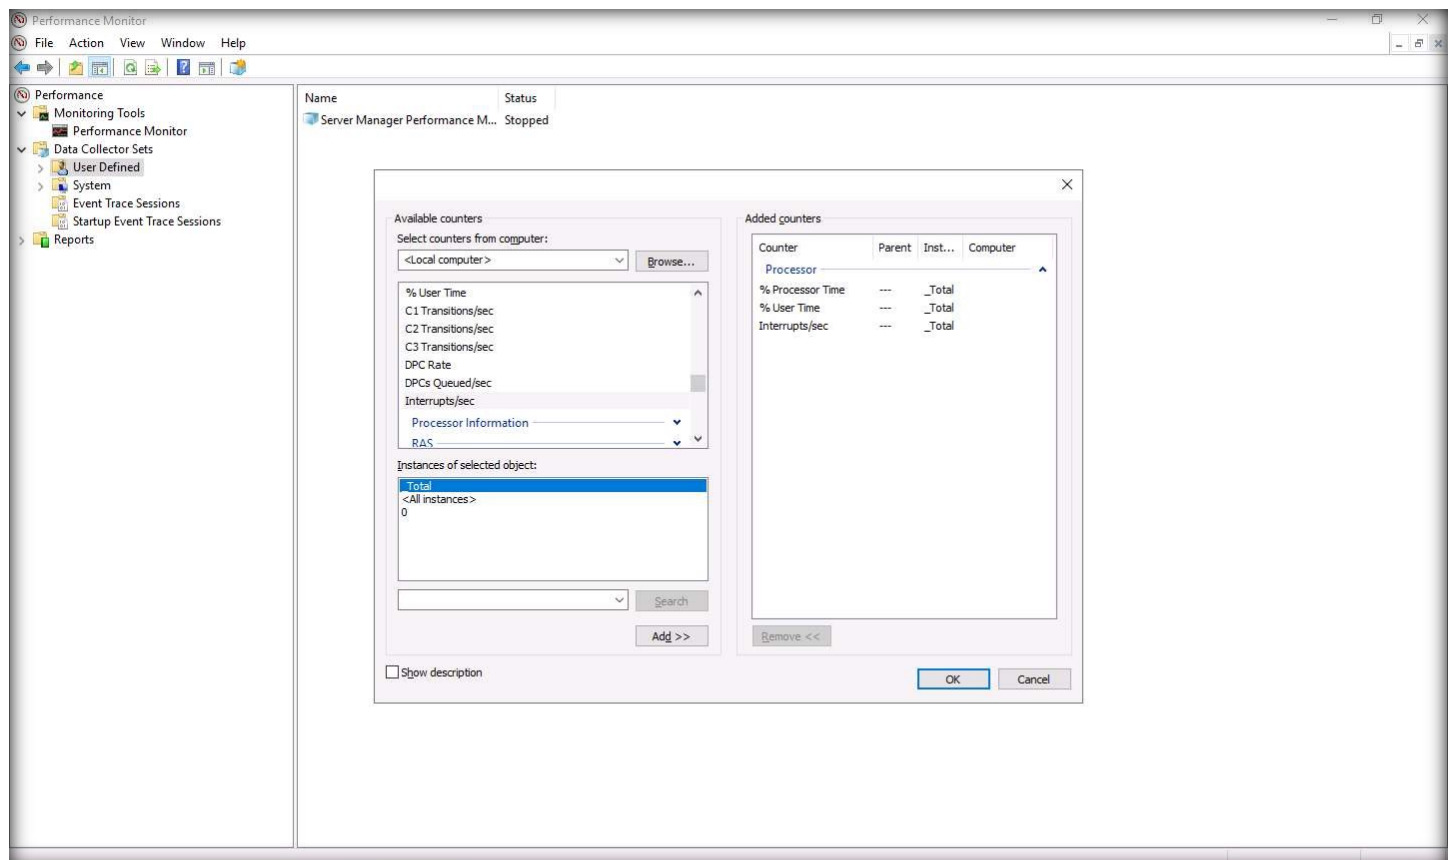 Performance Monitor
File Action View Window Help
Performance
Monitoring Tools
Performance Monitor
Data Collector Sets
User Defined
System
Event Trace Sessions
Startup Event Trace Sessions
Reports
Name Status
Server Manager Performance M... Stopped
Available counters
Select counters from computer:
<Local computer>
Browse...
% User Time
C1 Transitions/sec
C2 Transitions/sec
C3 Transitions/sec
DPC Rate
DPCs Queued/sec
Interrupts/sec
Processor Information
RAS
Instances of selected object:
_Total
<All instances>
0
Search
Add >>
Show description
Added counters
Counter Parent Inst... Computer
Processor
% Processor Time --- _Total
% User Time --- _Total
Interrupts/sec --- _Total
Remove <<
OK Cancel